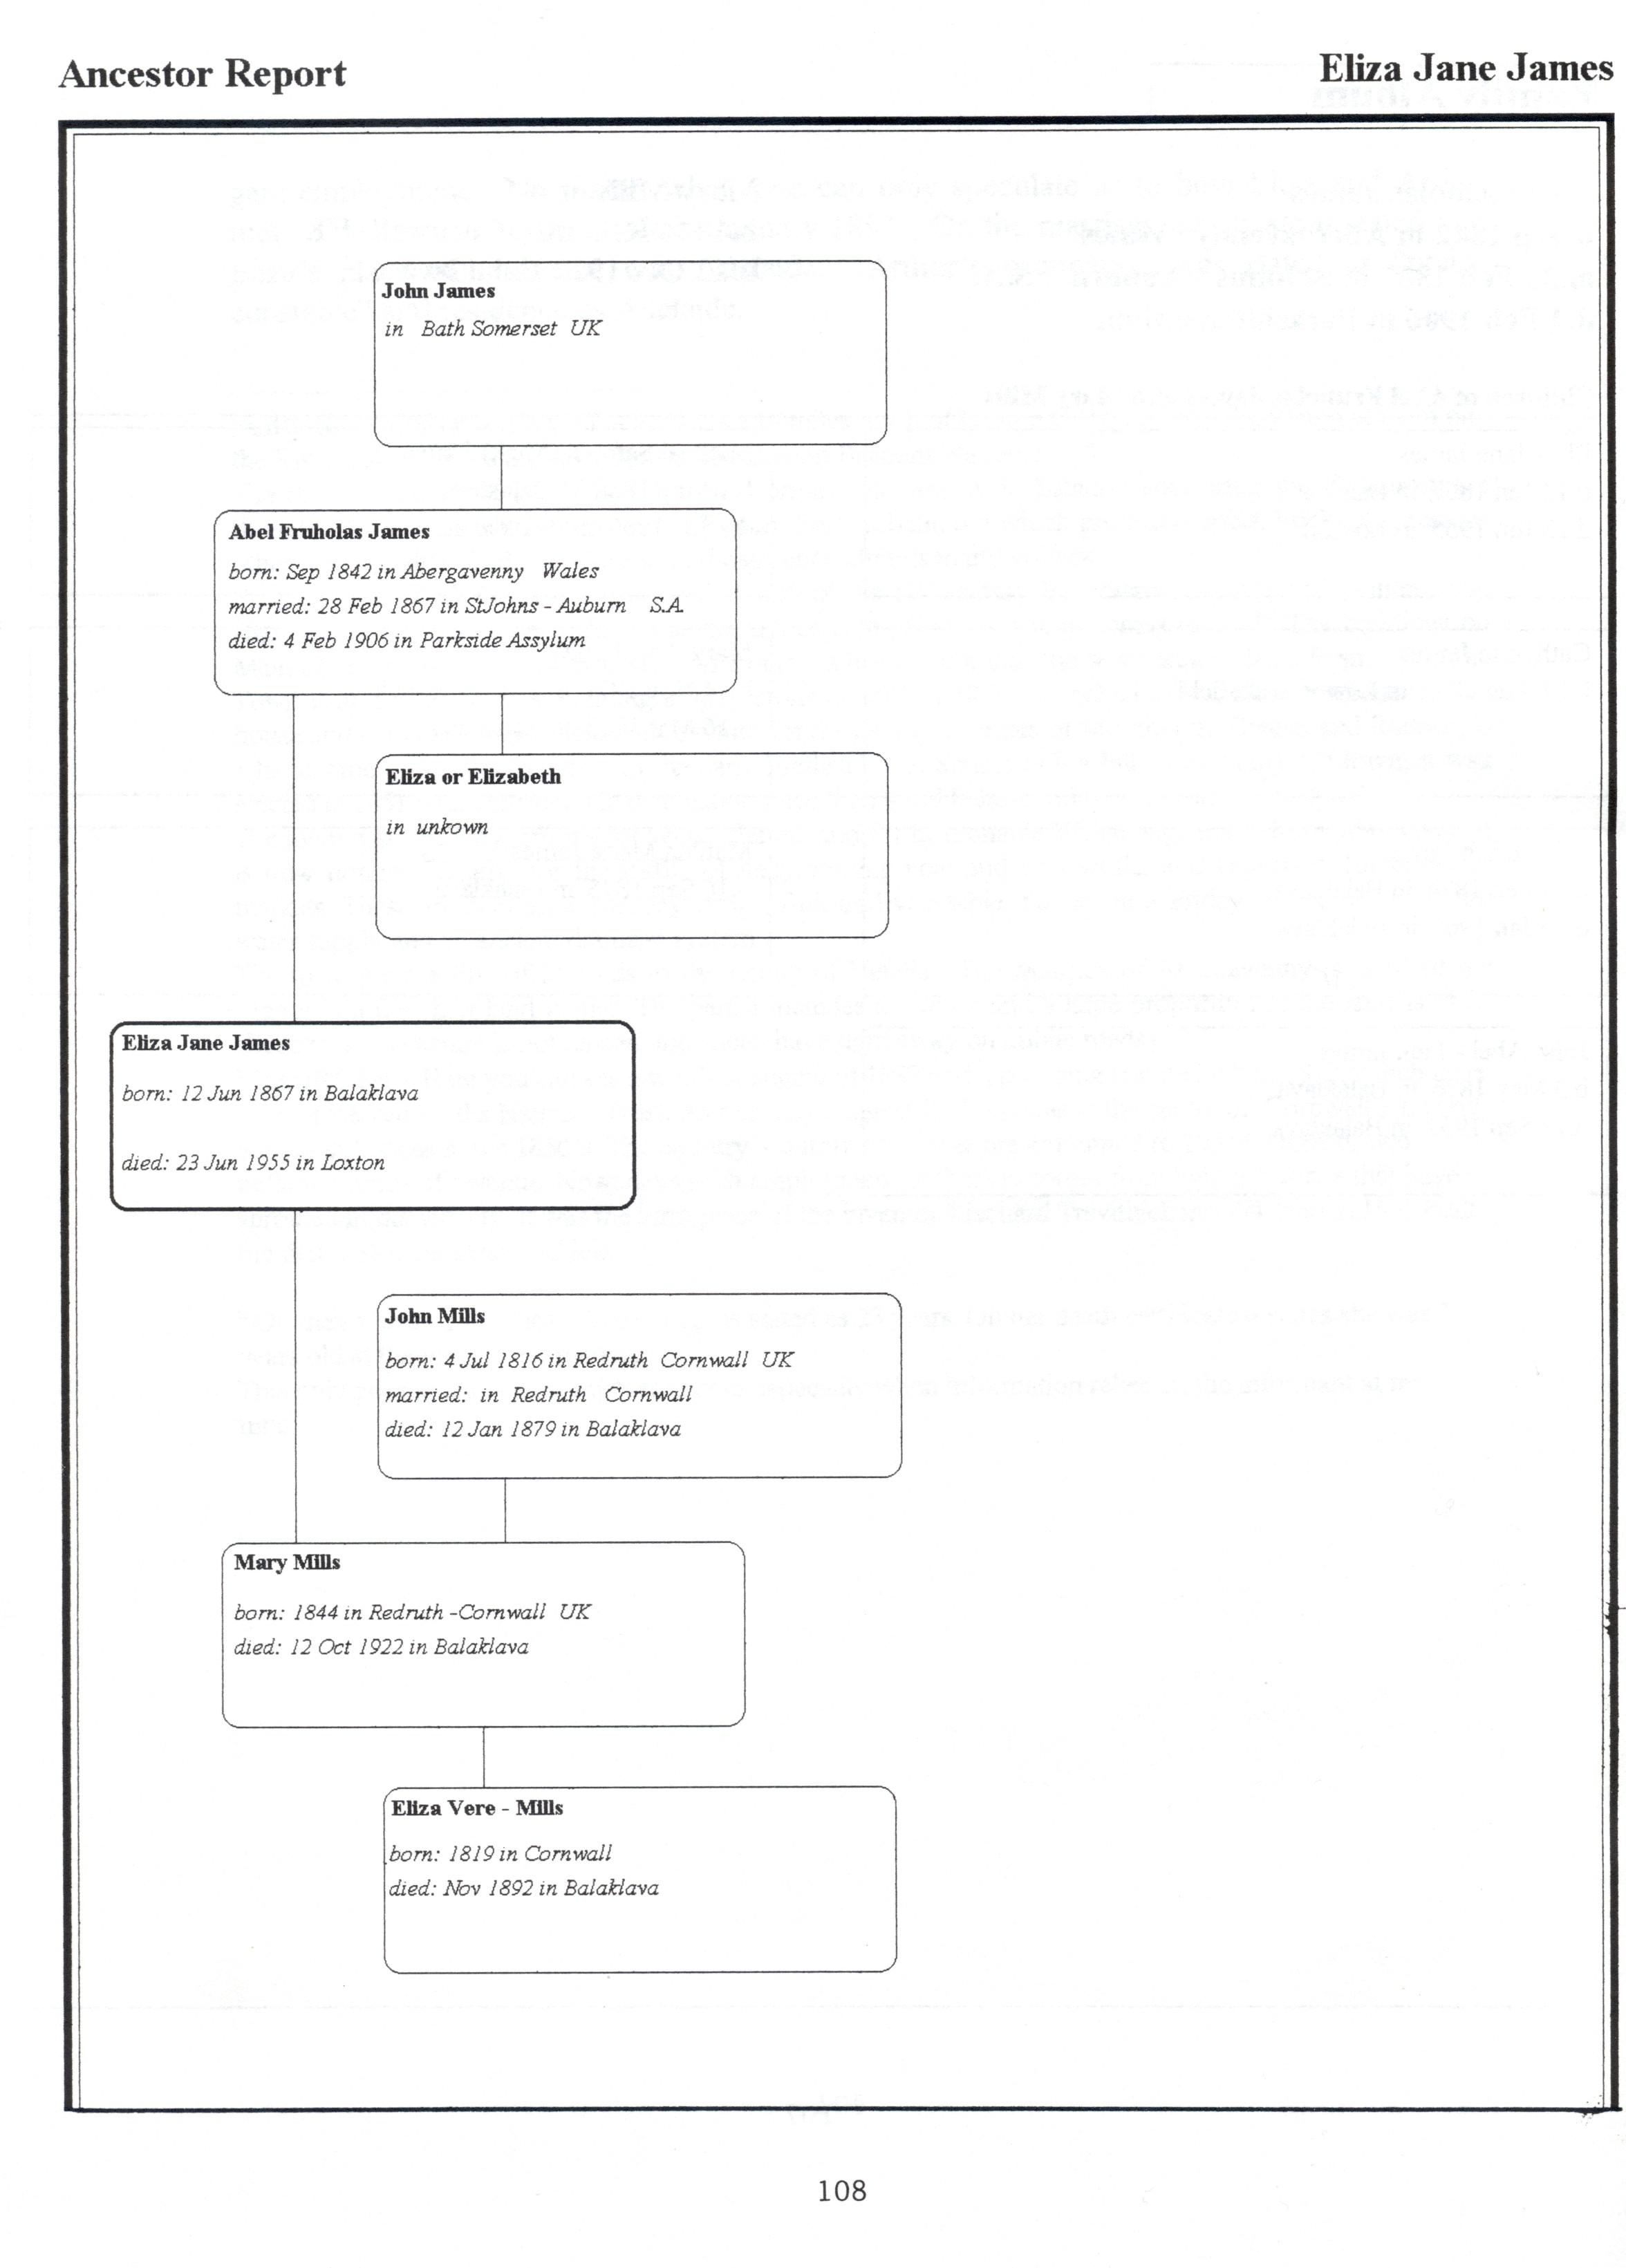 Ancestor Report
Eliza Jane James
John James
in Bath Somerset UK
Abel Fruholas James
born: Sep 1842 in Abergavenny Wales
married: 28 Feb 1867 in StJohns - Auburn S.A.
died: 4 Feb 1906 in Parkside Assylum
Eliza or Elizabeth
in unkown
Eliza Jane James
born: 12 Jun 1867 in Balaklava
died: 23 Jun 1955 in Loxton
John Mills
born: 4 Jul 1816 in Redruth Cornwall UK
married: in Redruth Cornwall
died: 12 Jan 1879 in Balaklava
Mary Mills
born: 1844 in Redruth -Cornwall UK
died: 12 Oct 1922 in Balaklava
Eliza Vere - Mills
born: 1819 in Cornwall
died: Nov 1892 in Balaklava
108